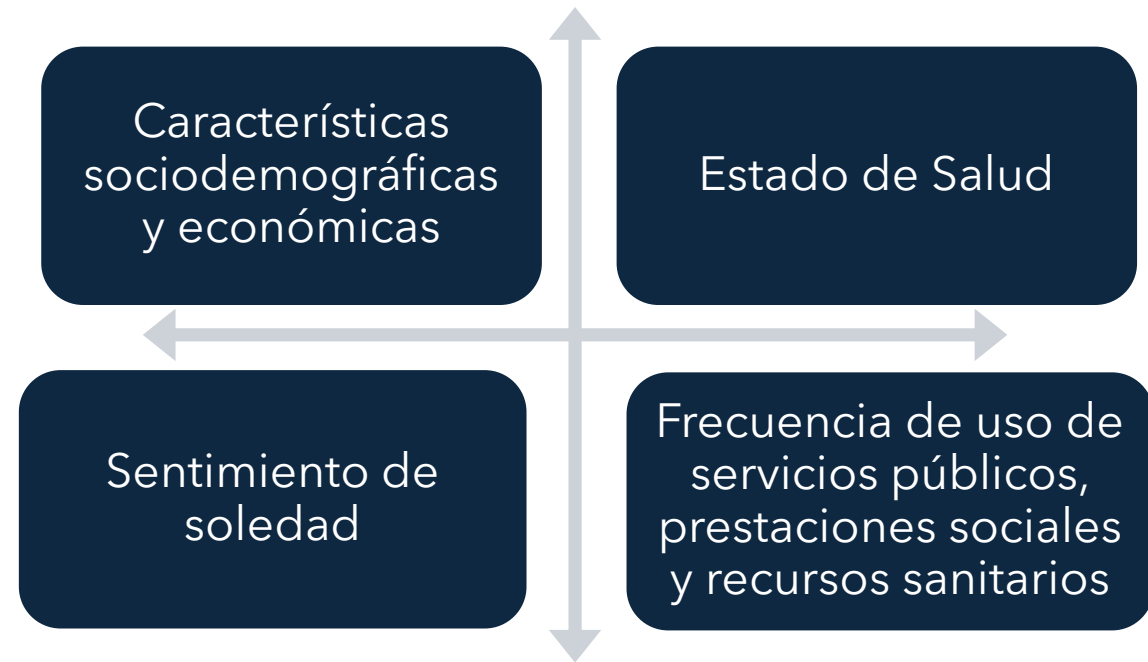 Características
sociodemográficas
y económicas
Estado de Salud
Sentimiento de
soledad
Frecuencia de uso de
servicios públicos,
prestaciones sociales
y recursos sanitarios